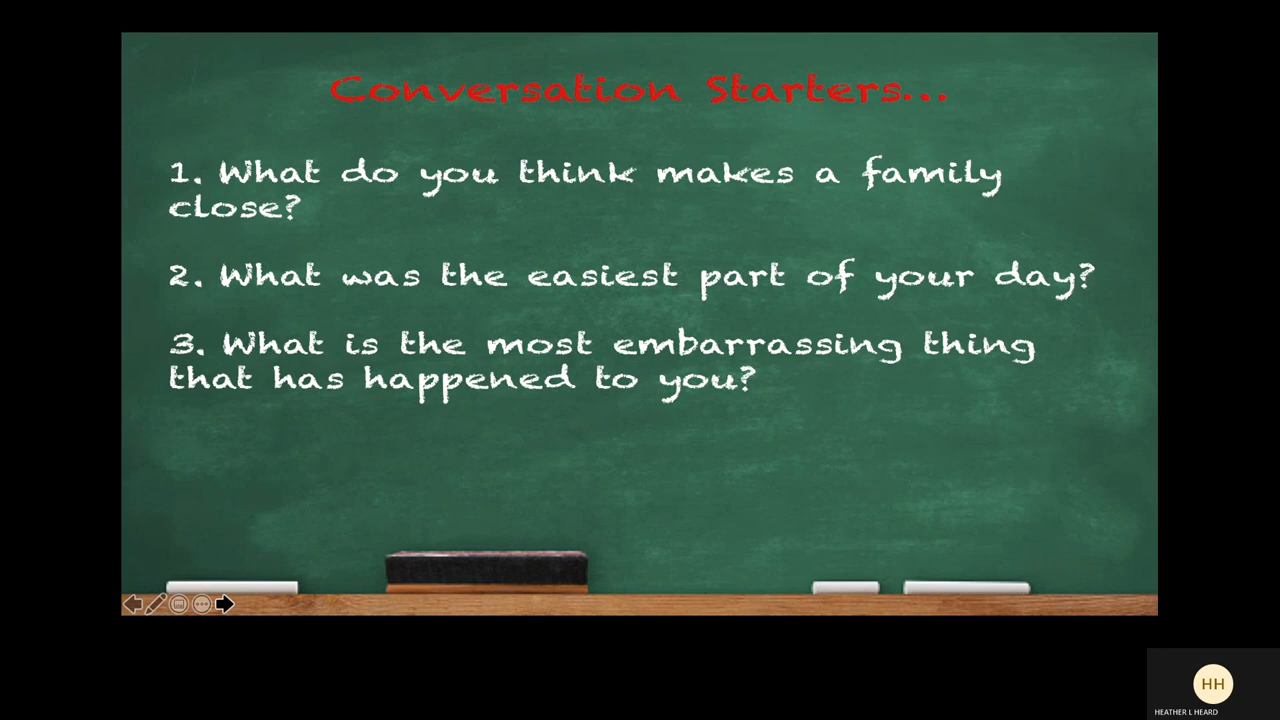 Conversation Starters...
1. What do you think makes a family
close?
2. What was the easiest part of your day?
3. What is the most embarrassing thing
that has happened to you?
HH
HEATHER L HEARD